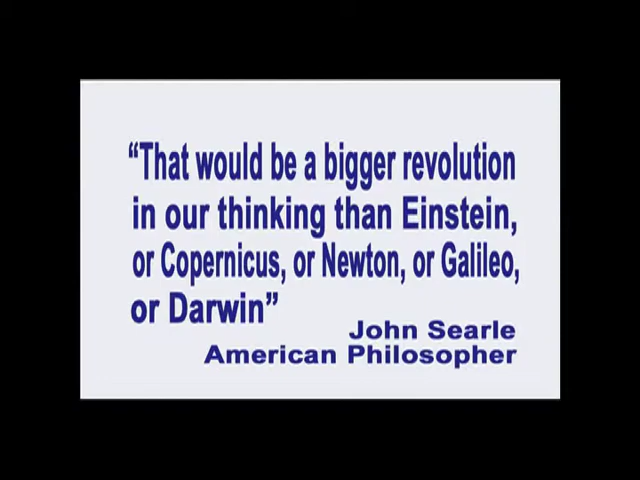 “That would be a bigger revolution
in our thinking than Einstein,
or Copernicus, or Newton, or Galileo,
or Darwin”
John Searle
American Philosopher